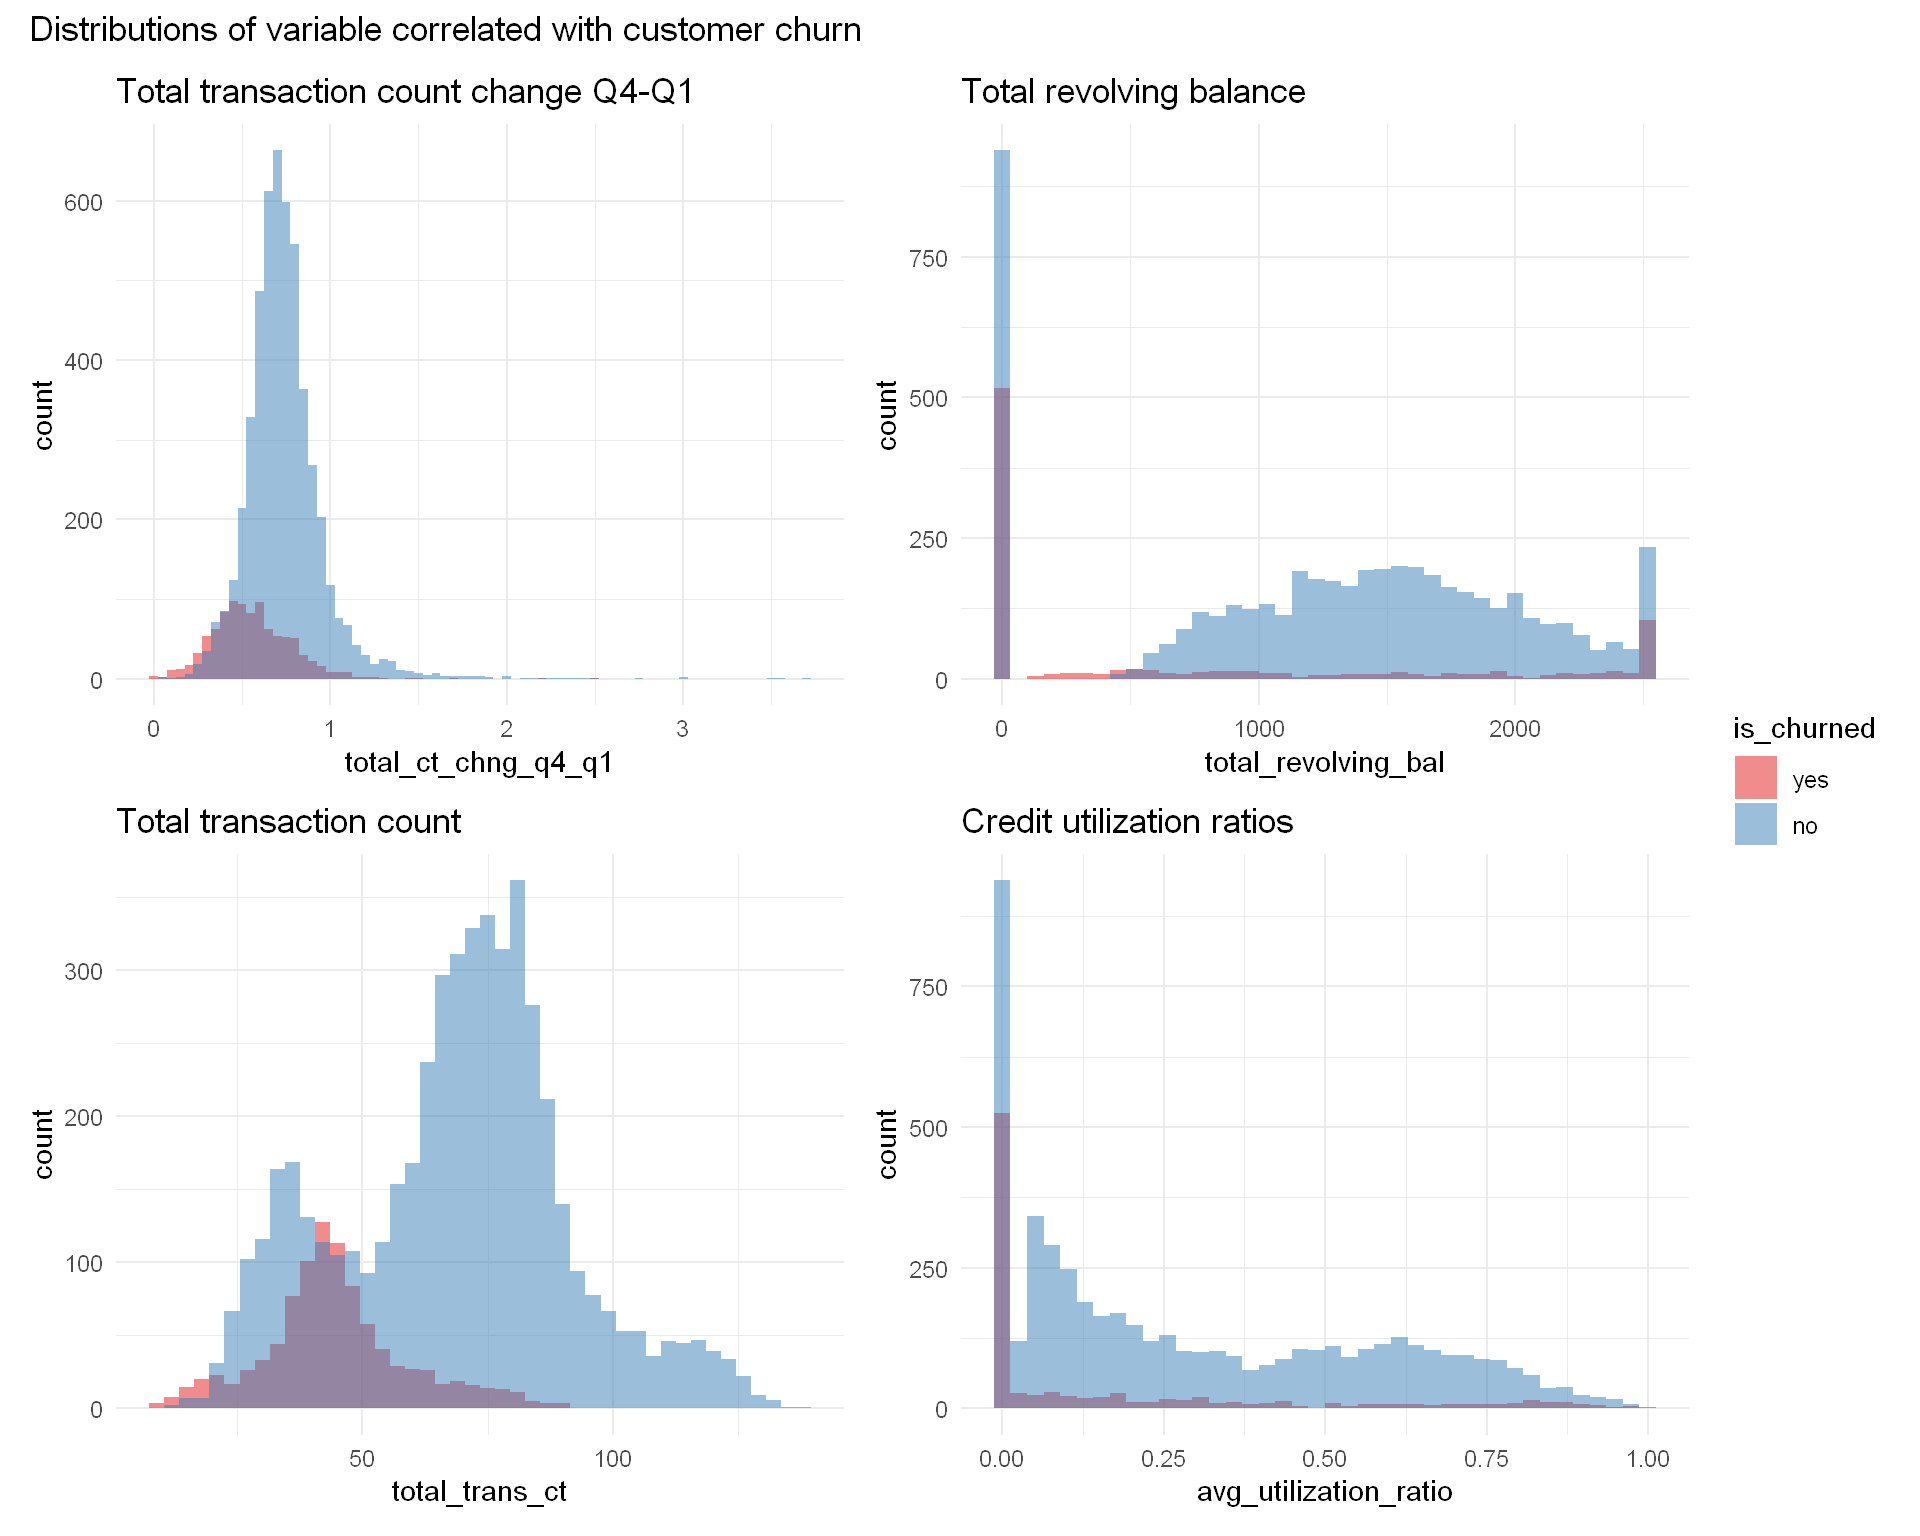 Distributions of variable correlated with customer churn
Total transaction count change Q4-Q1
count
600
400
200
0
0 1 2 3
total_ct_chng_q4_q1
Total revolving balance
count
750
500
250
0
0 1000 2000
total_revolving_bal
Total transaction count
count
300
200
100
0
50 100
total_trans_ct
Credit utilization ratios
count
750
500
250
0
0.00 0.25 0.50 0.75 1.00
avg_utilization_ratio
is_churned
yes
no